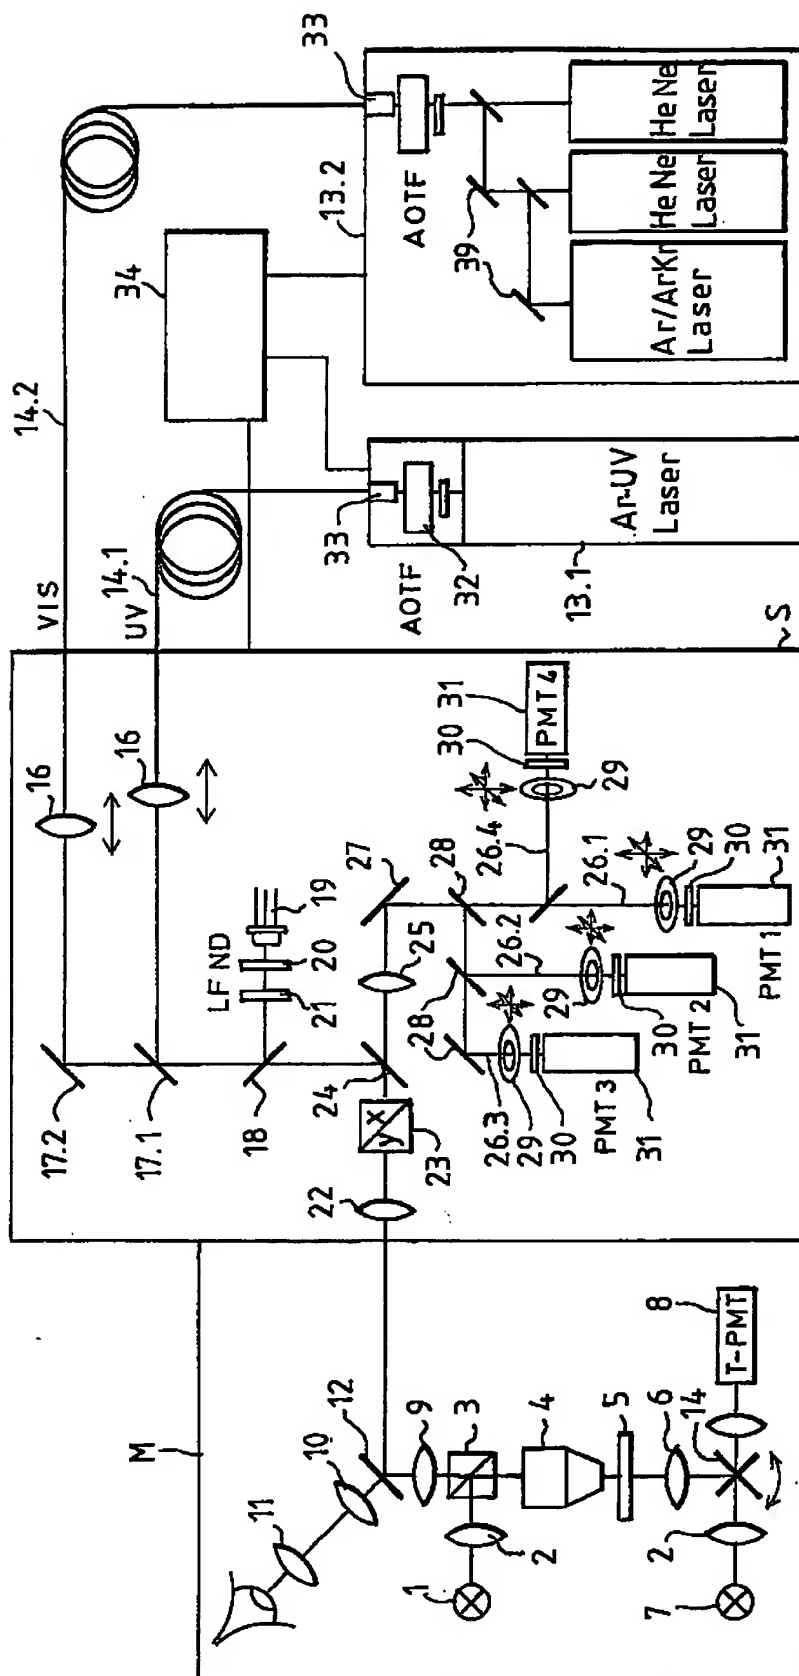 M
11
10
12
9
1
2
3
4
5
6
7
2
14
T-PMT
8
17.2
17.1
18
16
16
LF ND
21
20
19
22
23
y x
24
25
27
28
28
28
26.3
26.2
26.1
26.4
29
29
29
29
30
30
30
30
PMT 3
PMT 2
PMT 1
PMT 4
31
31
31
31
S
VIS
14.2
UV
14.1
34
33
AOTF
32
Ar-UV
Laser
13.1
33
13.2
AOTF
39
Ar/ArKr
Laser
He Ne
Laser
He Ne
Laser